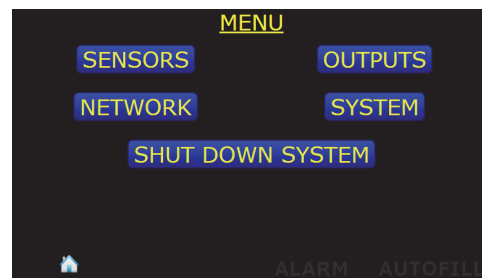 MENU
SENSORS OUTPUTS
NETWORK SYSTEM
SHUT DOWN SYSTEM
ALARM AUTOFILL